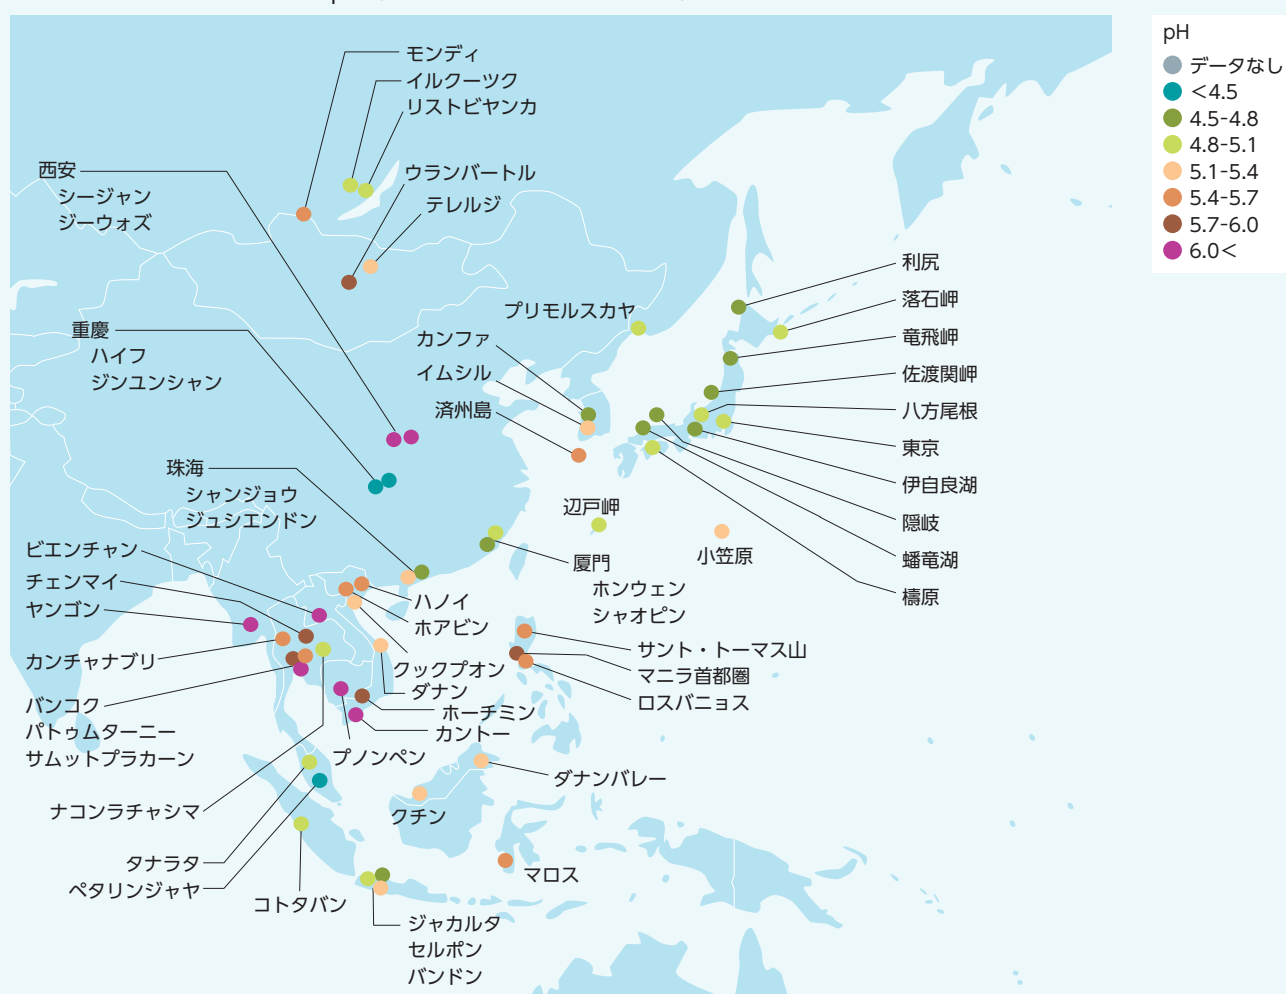 モンディ
イルクーツク
リストビヤンカ
西安
シージャン
ジーウォズ
ウランバートル
テレルジ
重慶
ハイフ
ジンユンシャン
プリモルスカヤ
カンファ
イムシル
済州島
利尻
落石岬
竜飛岬
佐渡関岬
八方尾根
東京
伊自良湖
隠岐
蟠竜湖
檮原
珠海
シャンジョウ
ジュシエンドン
辺戸岬
小笠原
厦門
ホンウェン
シャオピン
ビエンチャン
チェンマイ
ヤンゴン
カンチャナブリ
バンコク
パトゥムターニー
サムットプラカーン
ハノイ
ホアビン
クックプオン
ダナン
ホーチミン
カントー
プノンペン
サント・トーマス山
マニラ首都圏
ロスバニョス
ダナンバレー
クチン
ナコンラチャシマ
タナラタ
ペタリンジャヤ
コトタバン
マロス
ジャカルタ
セルポン
バンドン
pH
データなし
<4.5
4.5-4.8
4.8-5.1
5.1-5.4
5.4-5.7
5.7-6.0
6.0<